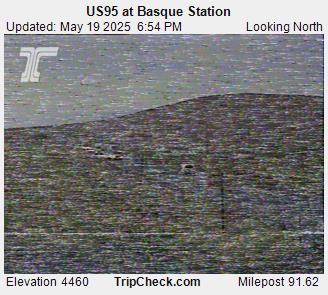 US95 at Basque Station
Updated: May 19 2025 6:54 PM Looking North
Elevation 4460 TripCheck.com Milepost 91.62